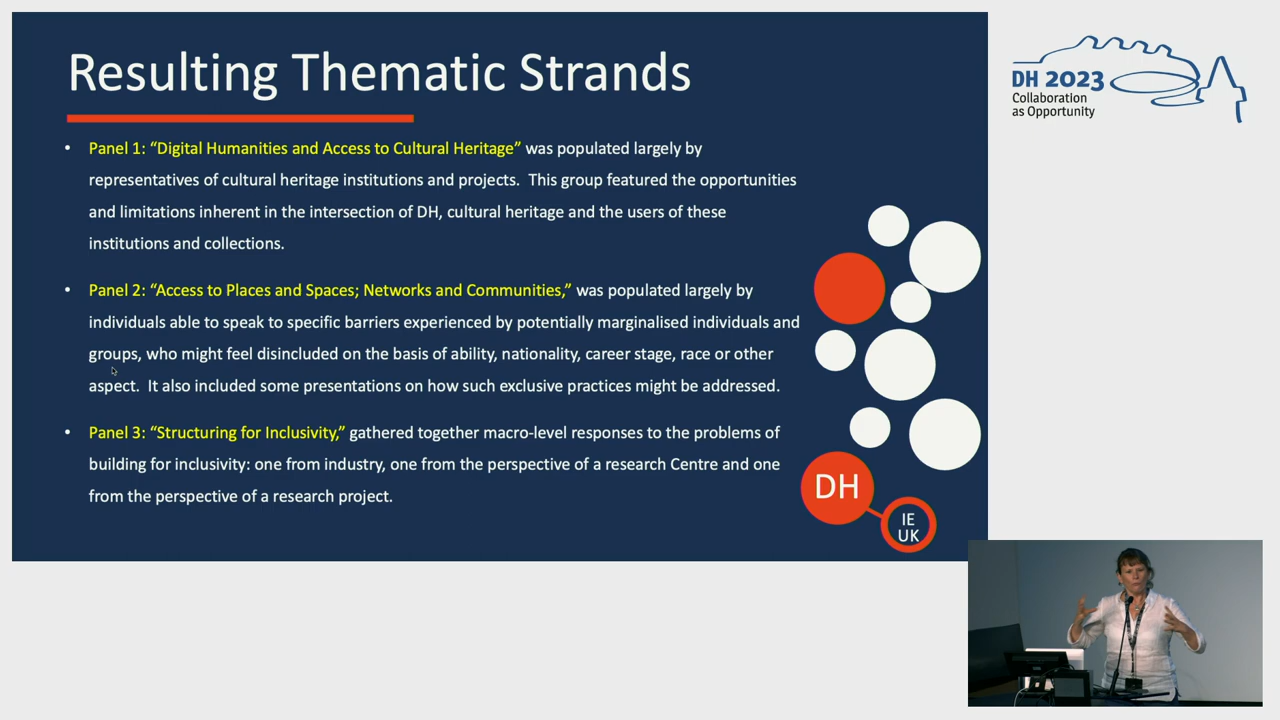 Resulting Thematic Strands
• Panel 1: “Digital Humanities and Access to Cultural Heritage” was populated largely by
representatives of cultural heritage institutions and projects.  This group featured the opportunities
and limitations inherent in the intersection of DH, cultural heritage and the users of these
institutions and collections.
• Panel 2: “Access to Places and Spaces; Networks and Communities,” was populated largely by
individuals able to speak to specific barriers experienced by potentially marginalised individuals and
groups, who might feel disincluded on the basis of ability, nationality, career stage, race or other
aspect.  It also included some presentations on how such exclusive practices might be addressed.
• Panel 3: “Structuring for Inclusivity,” gathered together macro-level responses to the problems of
building for inclusivity: one from industry, one from the perspective of a research Centre and one
from the perspective of a research project.
DH
IE
UK
DH 2023
Collaboration
as Opportunity